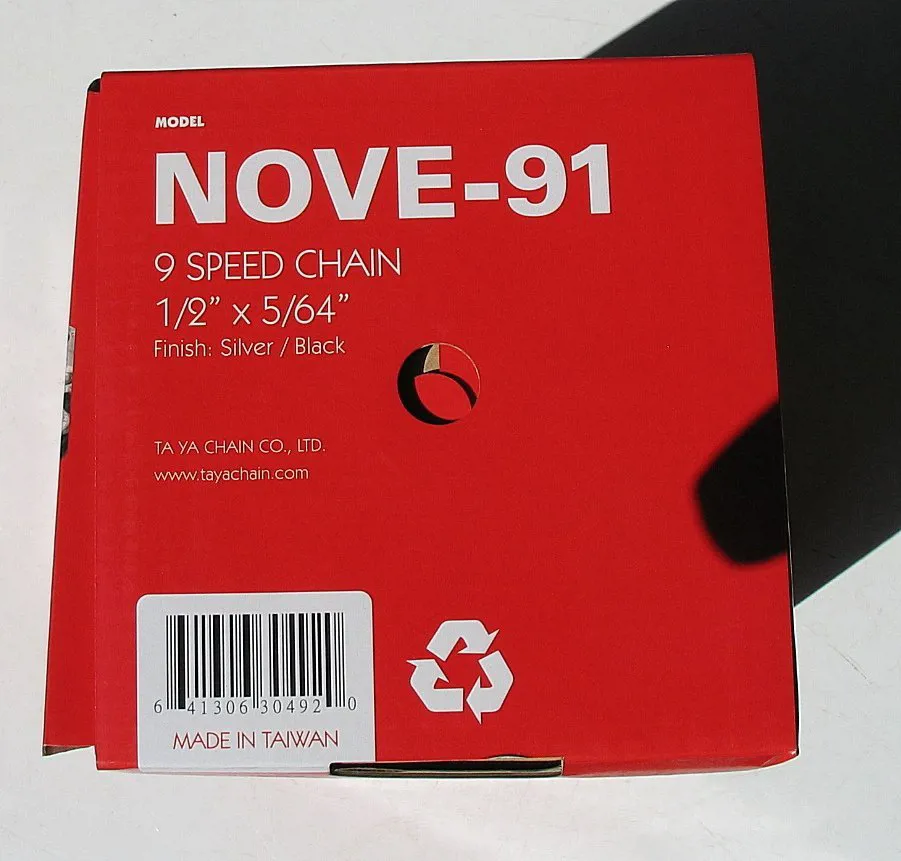 MODEL
NOVE-91
9 SPEED CHAIN
1/2” x 5/64”
Finish: Silver / Black
TA YA CHAIN CO., LTD.
www.tayachain.com
6 41306 30492 0
MADE IN TAIWAN